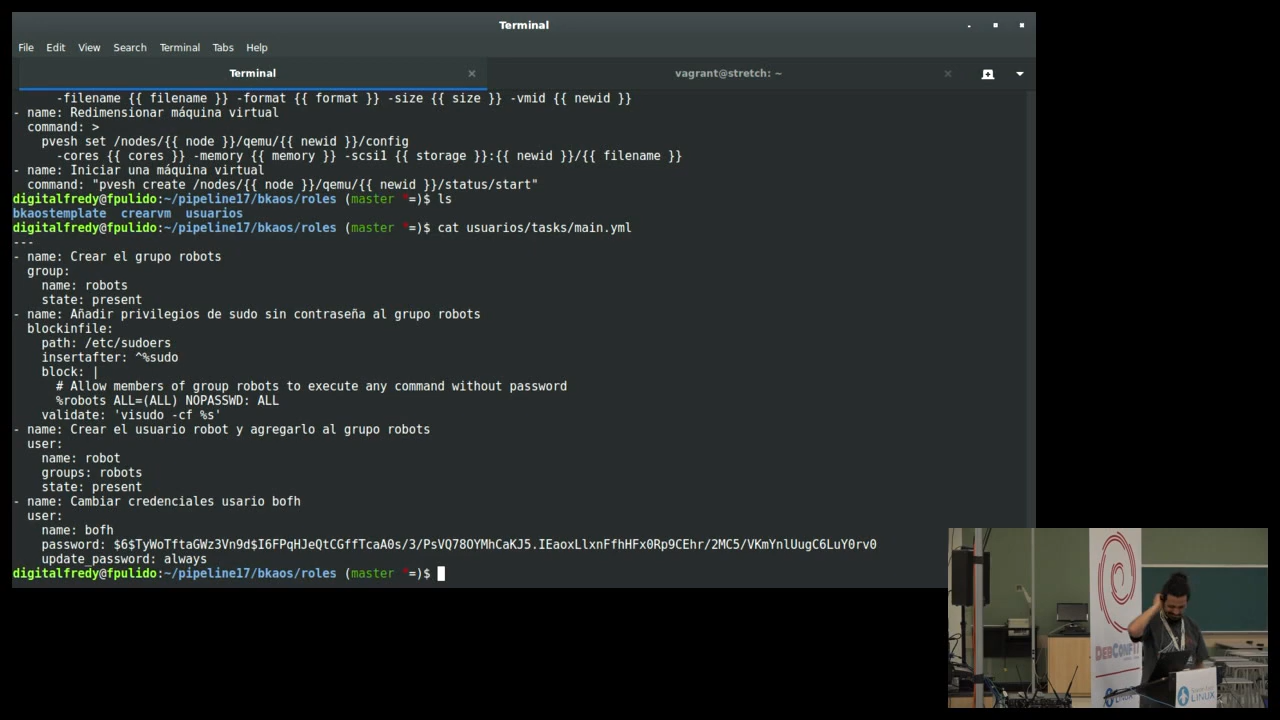 Terminal
File Edit View Search Terminal Tabs Help
Terminal
vagrant@stretch: ~
-filename {{ filename }} -format {{ format }} -size {{ size }} -vmid {{ newid }}
- name: Redimensionar máquina virtual
command: >
pvesh set /nodes/{{ node }}/qemu/{{ newid }}/config
-cores {{ cores }} -memory {{ memory }} -scsi1 {{ storage }}:{{ newid }}/{{ filename }}
- name: Iniciar una máquina virtual
command: "pvesh create /nodes/{{ node }}/qemu/{{ newid }}/status/start"
digitalfredy@fpulido:~/pipeline17/bkaos/roles (master *=)$ ls
bkaostemplate crearvm usuarios
digitalfredy@fpulido:~/pipeline17/bkaos/roles (master *=)$ cat usuarios/tasks/main.yml
---
- name: Crear el grupo robots
group:
name: robots
state: present
- name: Añadir privilegios de sudo sin contraseña al grupo robots
blockinfile:
path: /etc/sudoers
insertafter: ^%sudo
block: |
# Allow members of group robots to execute any command without password
%robots ALL=(ALL) NOPASSWD: ALL
validate: 'visudo -cf %s'
- name: Crear el usuario robot y agregarlo al grupo robots
user:
name: robot
groups: robots
state: present
- name: Cambiar credenciales usario bofh
user:
name: bofh
password: $6$TyWoTftaGWz3Vn9d$I6FPqHJeQtCGffTcaA0s/3/PsVQ78OYMhCaKJ5.IEaoxLlxnFfhHFx0Rp9CEhr/2MC5/VKmYnlUugC6LuY0rv0
update_password: always
digitalfredy@fpulido:~/pipeline17/bkaos/roles (master *=)$
DEBCONF17
LINUX